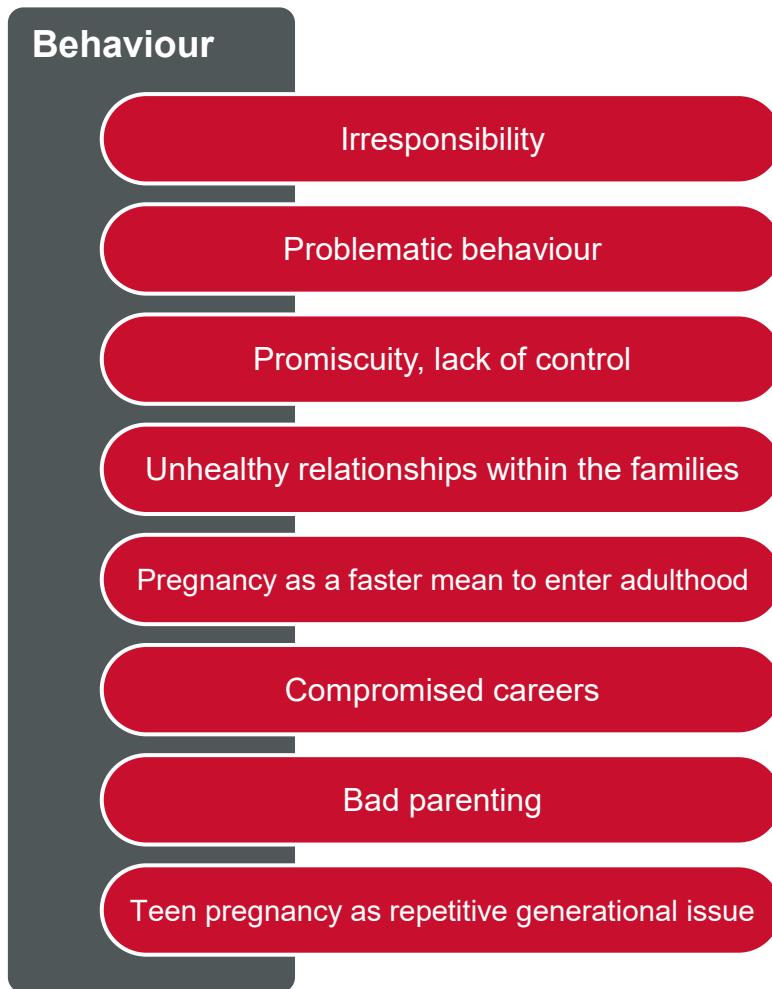 Behaviour
Irresponsibility
Problematic behaviour
Promiscuity, lack of control
Unhealthy relationships within the families
Pregnancy as a faster mean to enter adulthood
Compromised careers
Bad parenting
Teen pregnancy as repetitive generational issue